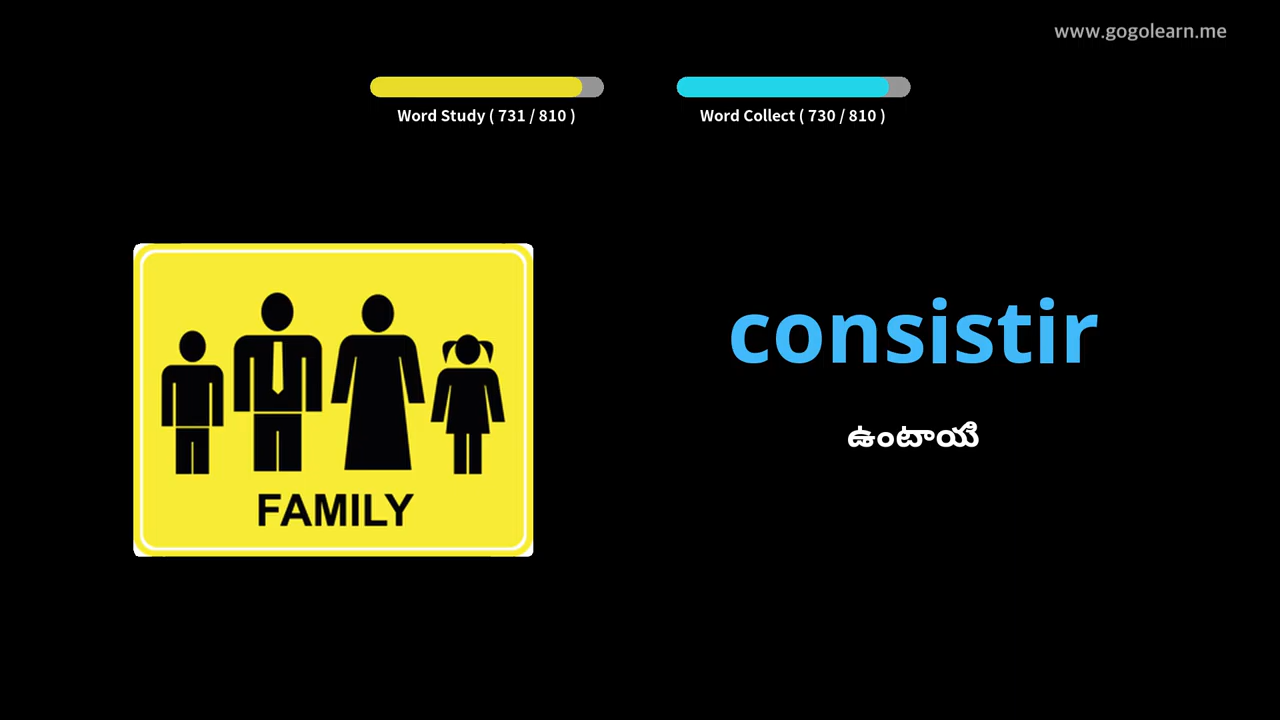 www.gogolearn.me
Word Study ( 731 / 810 )
Word Collect ( 730 / 810 )
consistir
ఉంటాయి
FAMILY